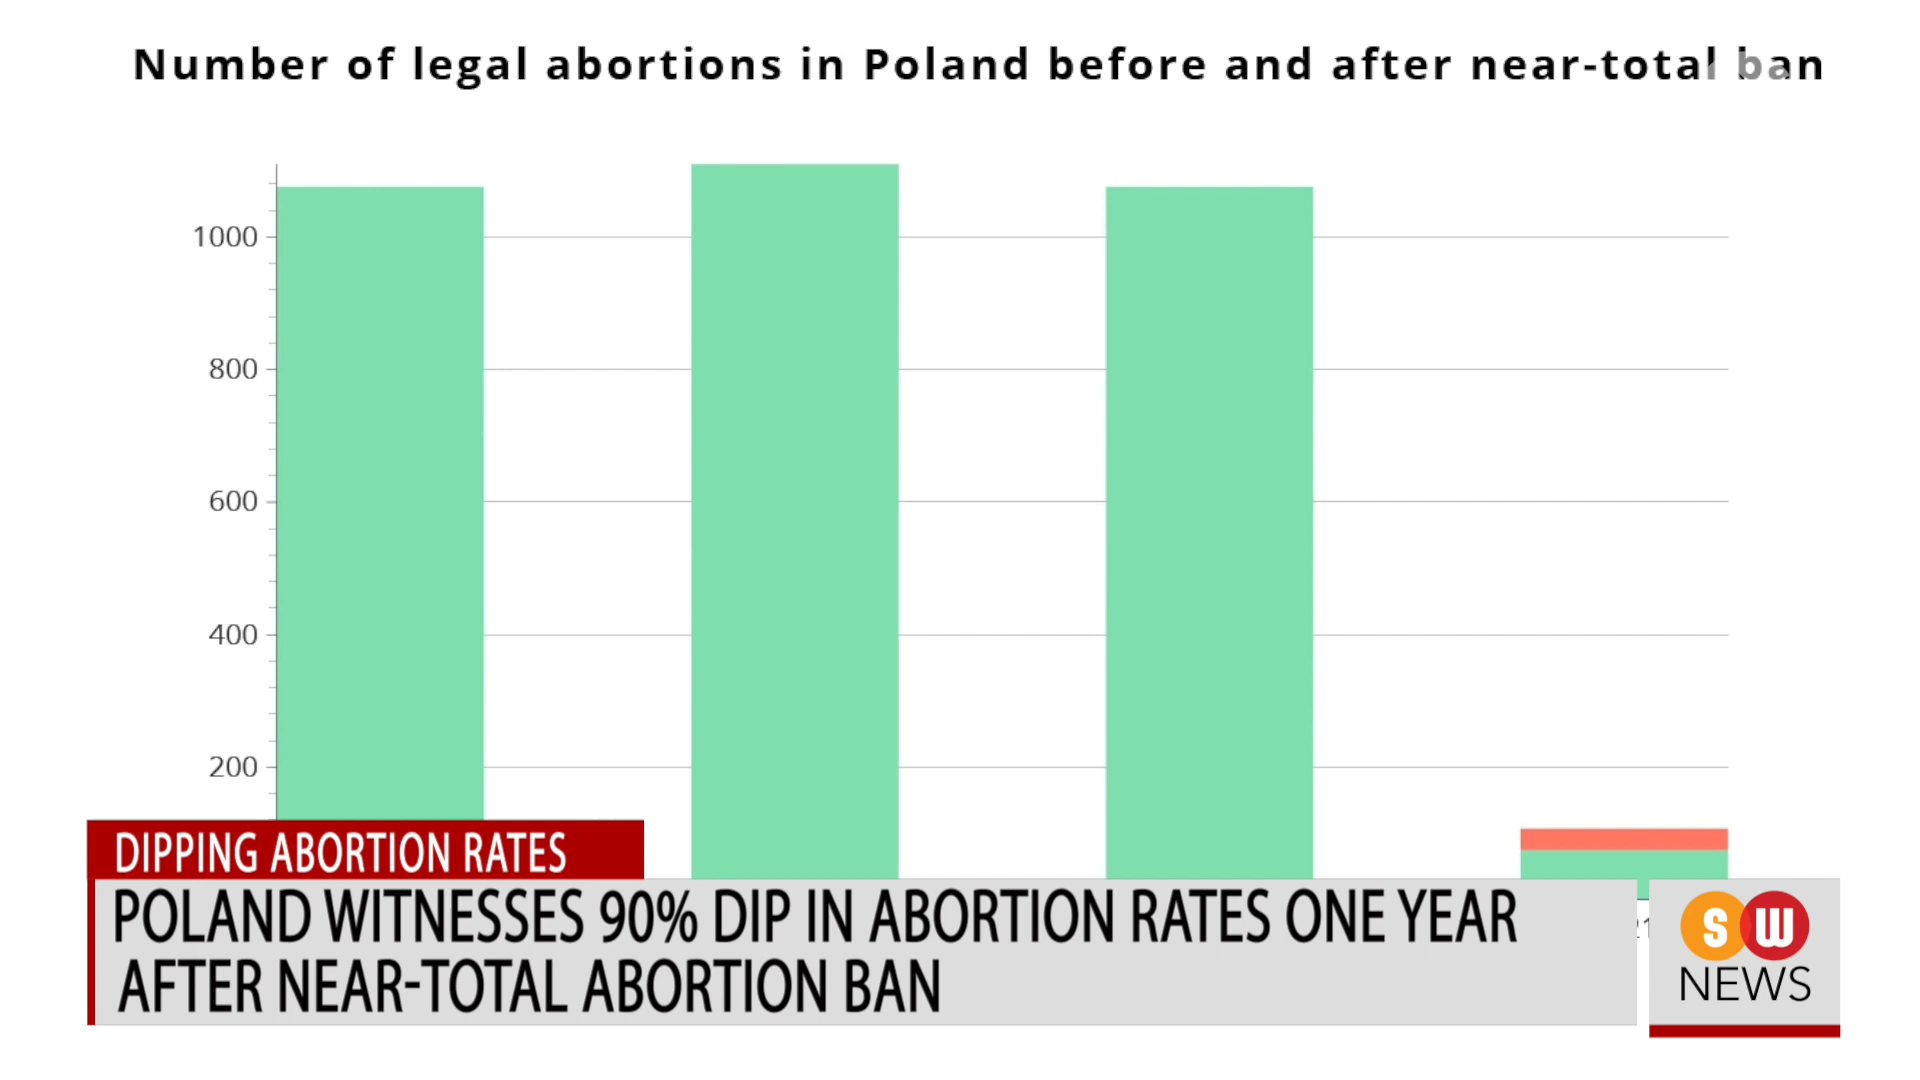 Number of legal abortions in Poland before and after near-total ban
1000
800
600
400
200
DIPPING ABORTION RATES
POLAND WITNESSES 90% DIP IN ABORTION RATES ONE YEAR
AFTER NEAR-TOTAL ABORTION BAN
S W
NEWS